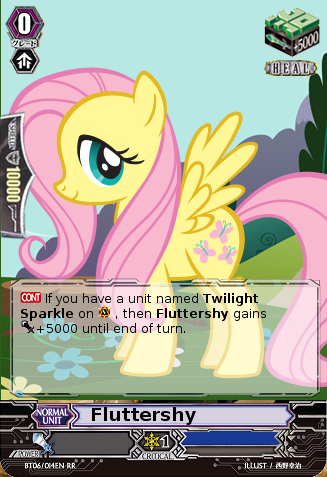 0
グレード
+5000
HEAL
SHIELD 10000
CONT If you have a unit named Twilight
Sparkle on , then Fluttershy gains
+5000 until end of turn.
NORMAL
UNIT
Fluttershy
POWER
1
CRITICAL
BT06/014EN RR
ILLUST / 西野幸治